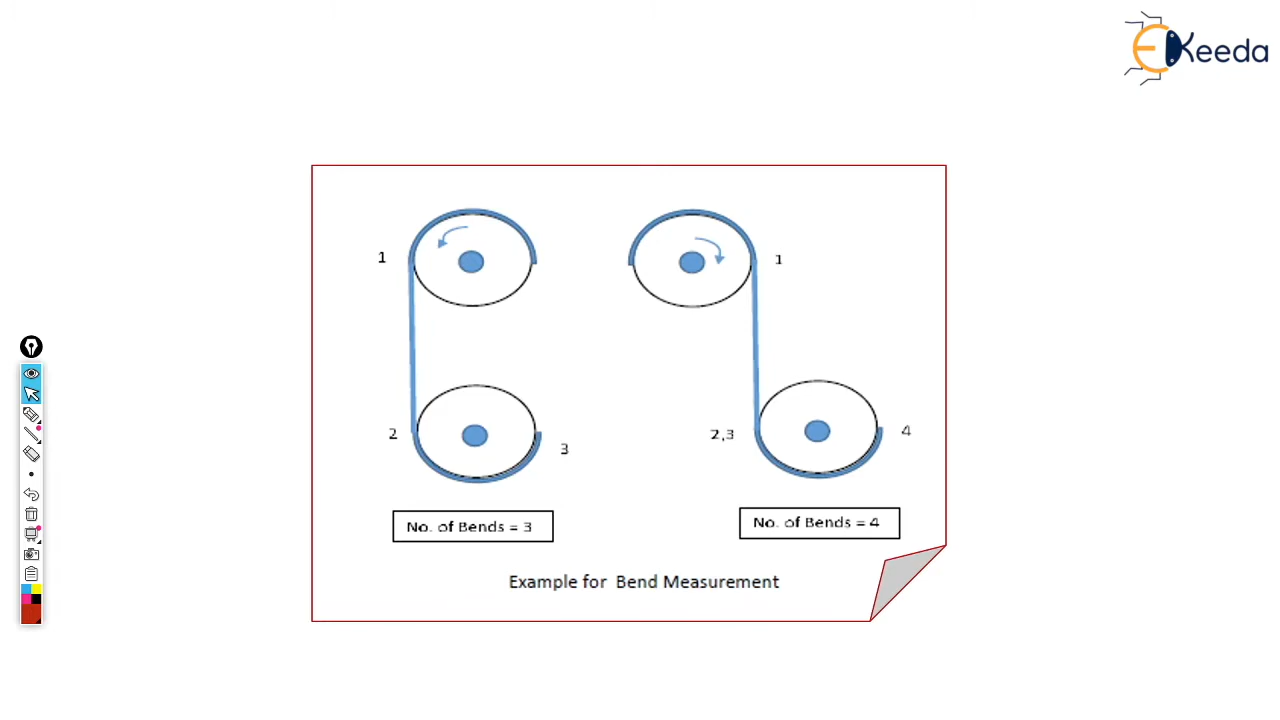 EKeeda
1
1
2
3
2,3
4
No. of Bends = 3
No. of Bends = 4
Example for Bend Measurement